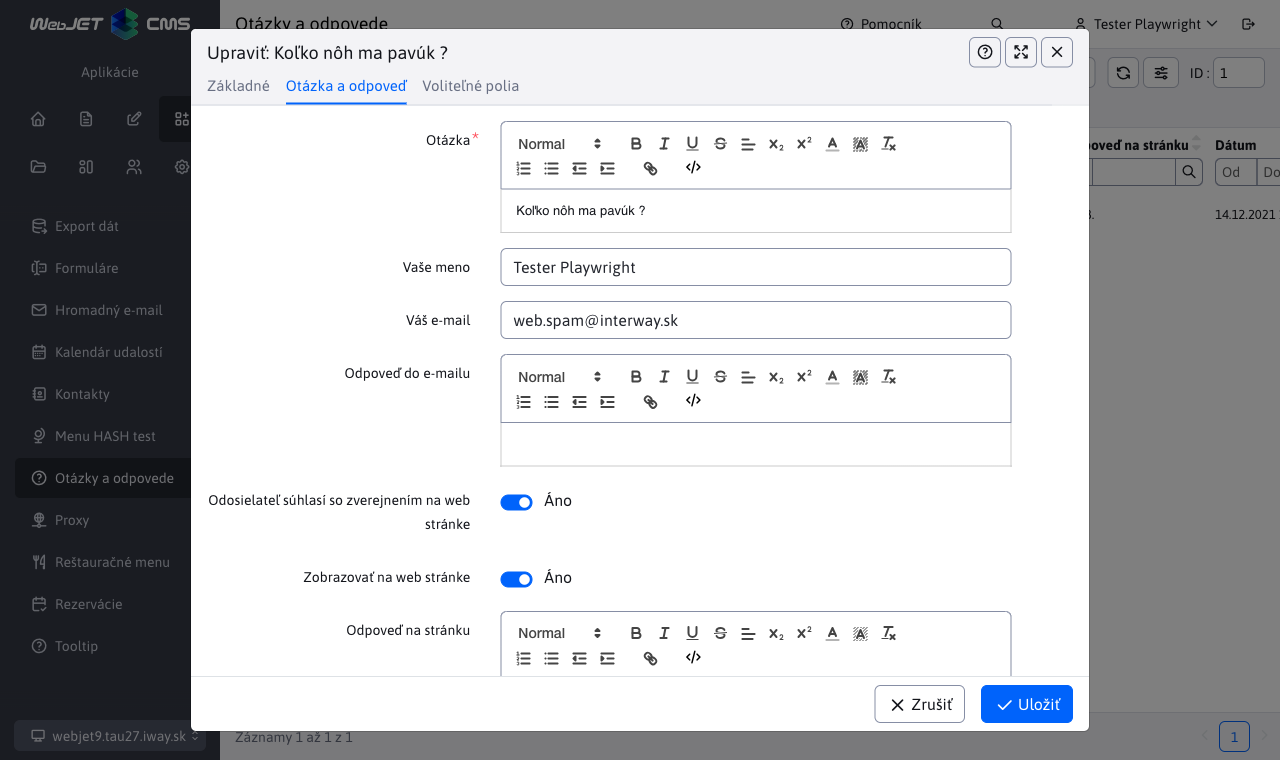 WebJET CMS
Otázky a odpovede
Pomocník
Tester Playwright
Aplikácie
Export dát
Formuláre
Hromadný e-mail
Kalendár udalostí
Kontakty
Menu HASH test
Otázky a odpovede
Proxy
Reštauračné menu
Rezervácie
Tooltip
webjet9.tau27.iway.sk
ID : 1
na stránku
Dátum
Od
Do
14.12.2021
Záznamy 1 až 1 z 1
1
Upraviť: Koľko nôh ma pavúk ?
Základné
Otázka a odpoveď
Voliteľné polia
Otázka *
Normal
Koľko nôh ma pavúk ?
Vaše meno
Tester Playwright
Váš e-mail
web.spam@interway.sk
Odpoveď do e-mailu
Normal
Odosielateľ súhlasí so zverejnením na web
stránke
Áno
Zobrazovať na web stránke
Áno
Odpoveď na stránku
Normal
Zrušiť
Uložiť